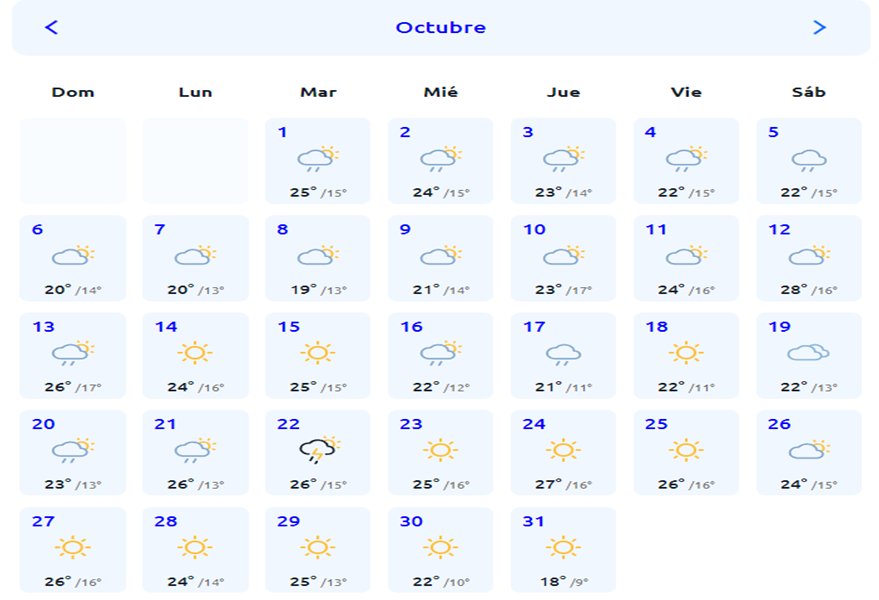 Octubre
Dom Lun Mar Mié Jue Vie Sáb
1 2 3 4 5
25° /15° 24° /15° 23° /14° 22° /15° 22° /15°
6 7 8 9 10 11 12
20° /14° 20° /13° 19° /13° 21° /14° 23° /17° 24° /16° 28° /16°
13 14 15 16 17 18 19
26° /17° 24° /16° 25° /15° 22° /12° 21° /11° 22° /11° 22° /13°
20 21 22 23 24 25 26
23° /13° 26° /13° 26° /15° 25° /16° 27° /16° 26° /16° 24° /15°
27 28 29 30 31
26° /16° 24° /14° 25° /13° 22° /10° 18° /9°